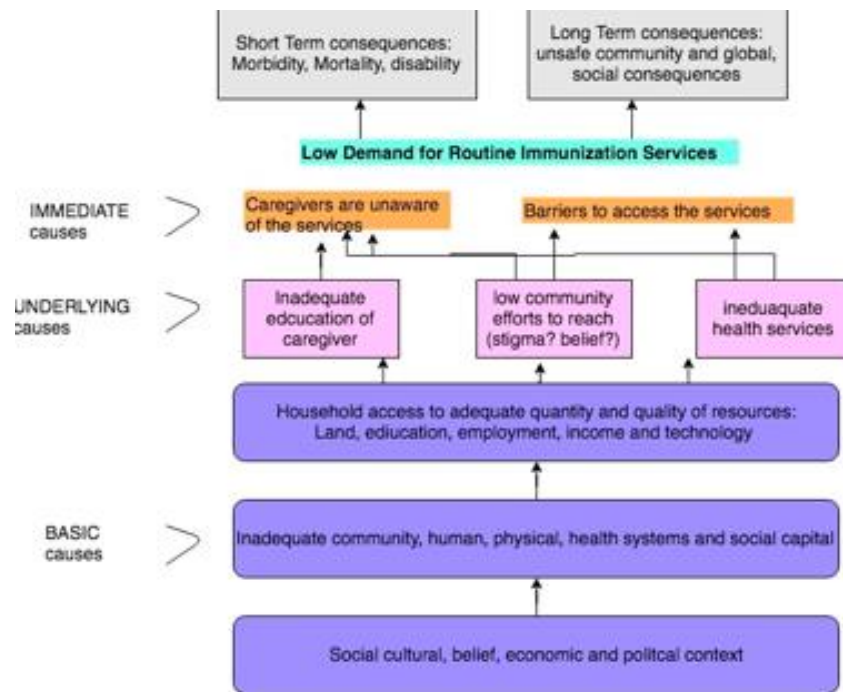 Short Term consequences:
Morbidity, Mortality, disability
Long Term consequences:
unsafe community and global,
social consequences
Low Demand for Routine Immunization Services
IMMEDIATE
causes
Caregivers are unaware
of the services
Barriers to access the services
UNDERLYING
causes
Inadequate
edcucation of
caregiver
low community
efforts to reach
(stigma? belief?)
ineduaquate
health services
Household access to adequate quantity and quality of resources:
Land, ediucation, employment, income and technology
BASIC
causes
Inadequate community, human, physical, health systems and social capital
Social cultural, belief, economic and politcal context